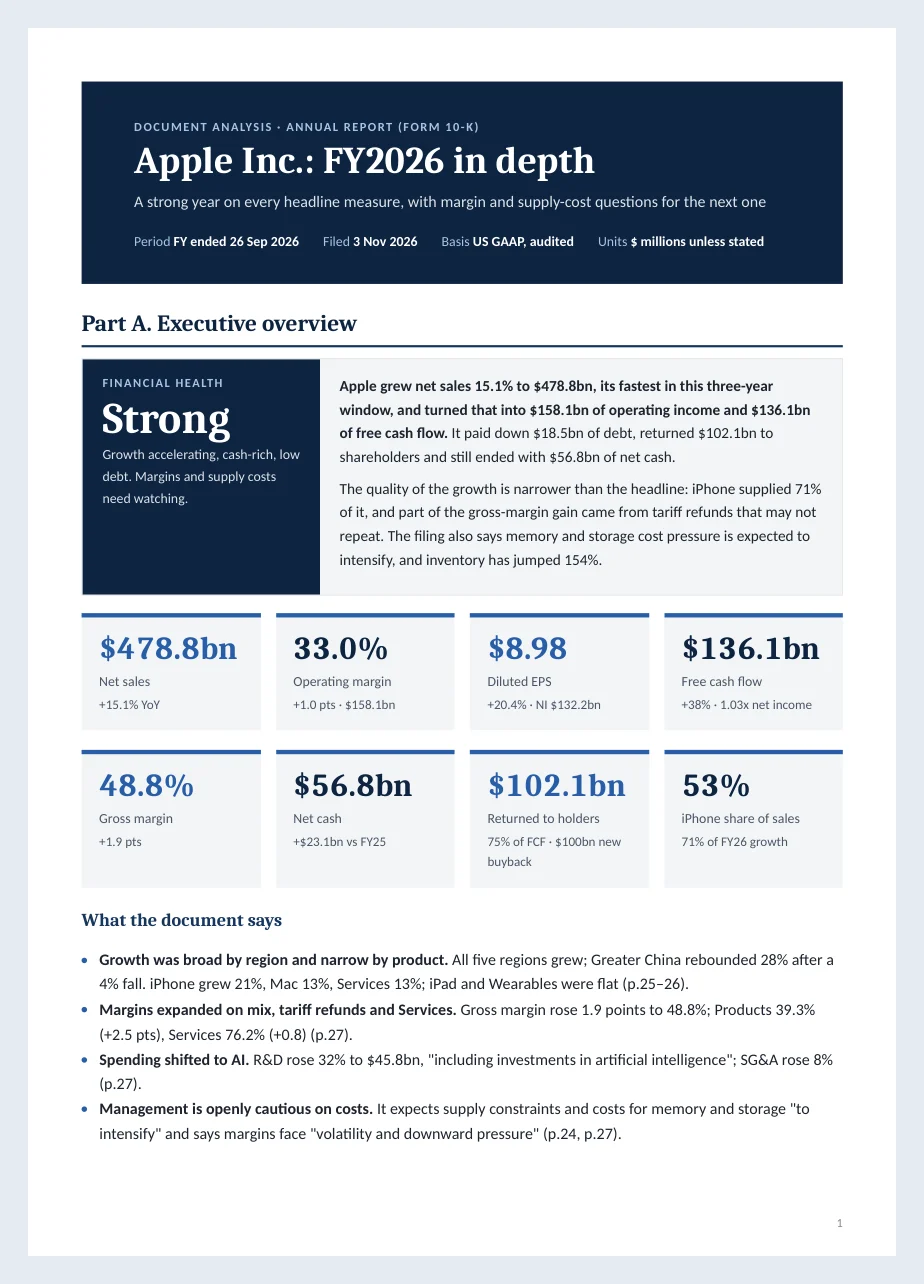 DOCUMENT ANALYSIS · ANNUAL REPORT (FORM 10-K)
Apple Inc.: FY2026 in depth
A strong year on every headline measure, with margin and supply-cost questions for the next one
Period FY ended 26 Sep 2026 Filed 3 Nov 2026 Basis US GAAP, audited Units $ millions unless stated
Part A. Executive overview
FINANCIAL HEALTH
Strong
Growth accelerating, cash-rich, low
debt. Margins and supply costs
need watching.
Apple grew net sales 15.1% to $478.8bn, its fastest in this three-year
window, and turned that into $158.1bn of operating income and $136.1bn
of free cash flow. It paid down $18.5bn of debt, returned $102.1bn to
shareholders and still ended with $56.8bn of net cash.
The quality of the growth is narrower than the headline: iPhone supplied 71%
of it, and part of the gross-margin gain came from tariff refunds that may not
repeat. The filing also says memory and storage cost pressure is expected to
intensify, and inventory has jumped 154%.
$478.8bn
Net sales
+15.1% YoY
33.0%
Operating margin
+1.0 pts · $158.1bn
$8.98
Diluted EPS
+20.4% · NI $132.2bn
$136.1bn
Free cash flow
+38% · 1.03x net income
48.8%
Gross margin
+1.9 pts
$56.8bn
Net cash
+$23.1bn vs FY25
$102.1bn
Returned to holders
75% of FCF · $100bn new
buyback
53%
iPhone share of sales
71% of FY26 growth
What the document says
• Growth was broad by region and narrow by product. All five regions grew; Greater China rebounded 28% after a
4% fall. iPhone grew 21%, Mac 13%, Services 13%; iPad and Wearables were flat (p.25–26).
• Margins expanded on mix, tariff refunds and Services. Gross margin rose 1.9 points to 48.8%; Products 39.3%
(+2.5 pts), Services 76.2% (+0.8) (p.27).
• Spending shifted to AI. R&D rose 32% to $45.8bn, "including investments in artificial intelligence"; SG&A rose 8%
(p.27).
• Management is openly cautious on costs. It expects supply constraints and costs for memory and storage "to
intensify" and says margins face "volatility and downward pressure" (p.24, p.27).
1